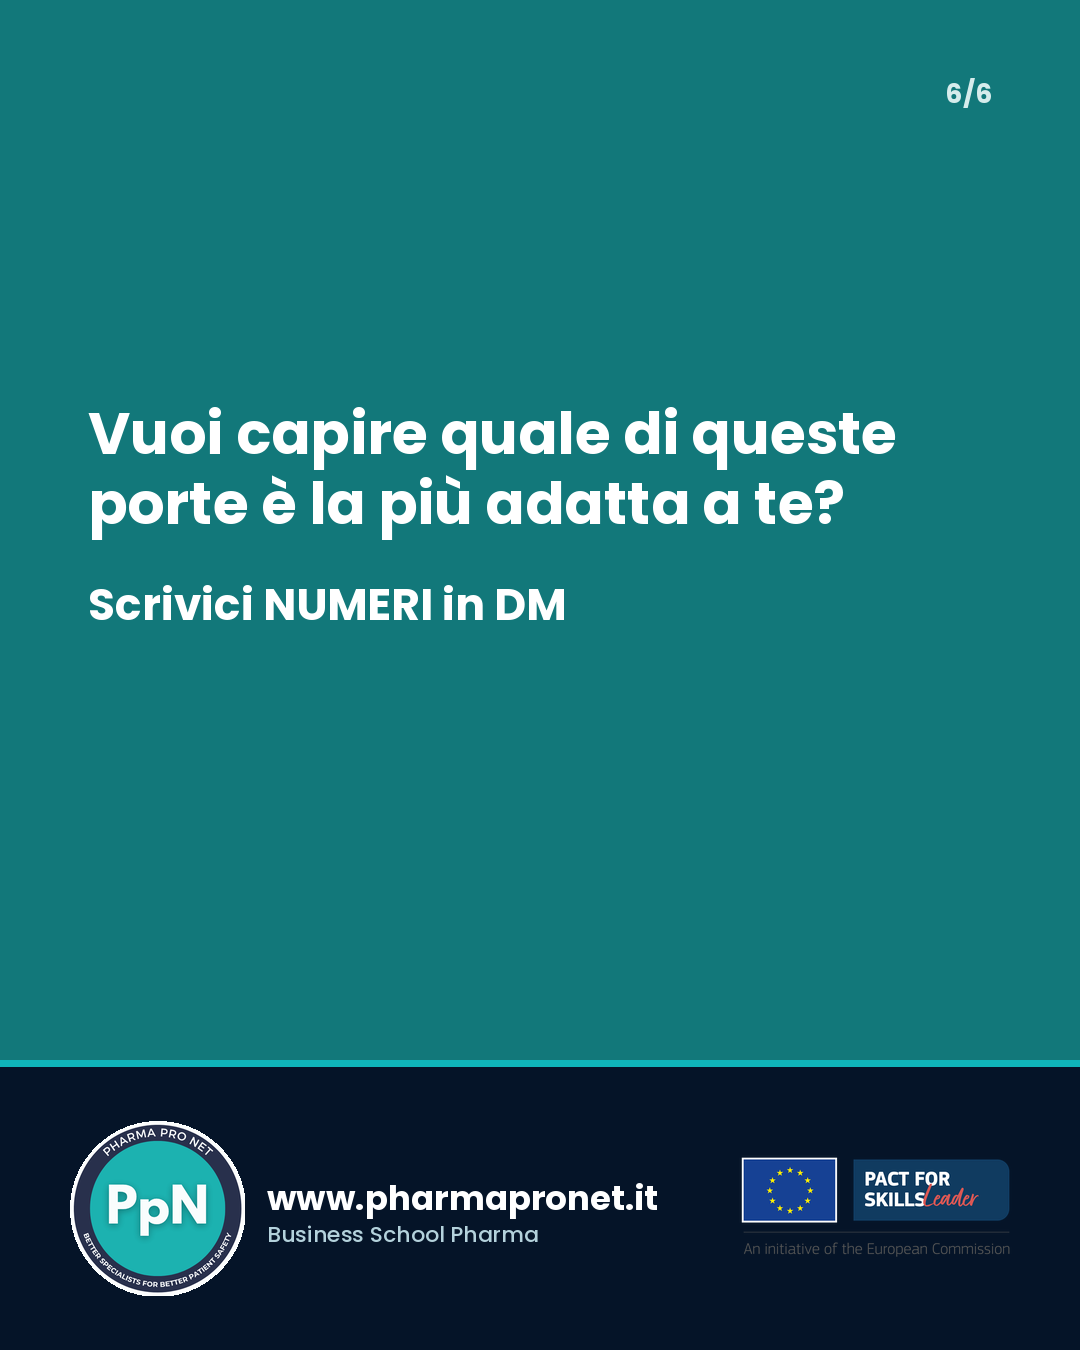 6/6
Vuoi capire quale di queste
porte è la più adatta a te?
Scrivici NUMERI in DM
PHARMA PRO NET
PpN
BETTER SPECIALISTS FOR BETTER PATIENT SAFETY
www.pharmapronet.it
Business School Pharma
PACT FOR
SKILLS Leader
An initiative of the European Commission